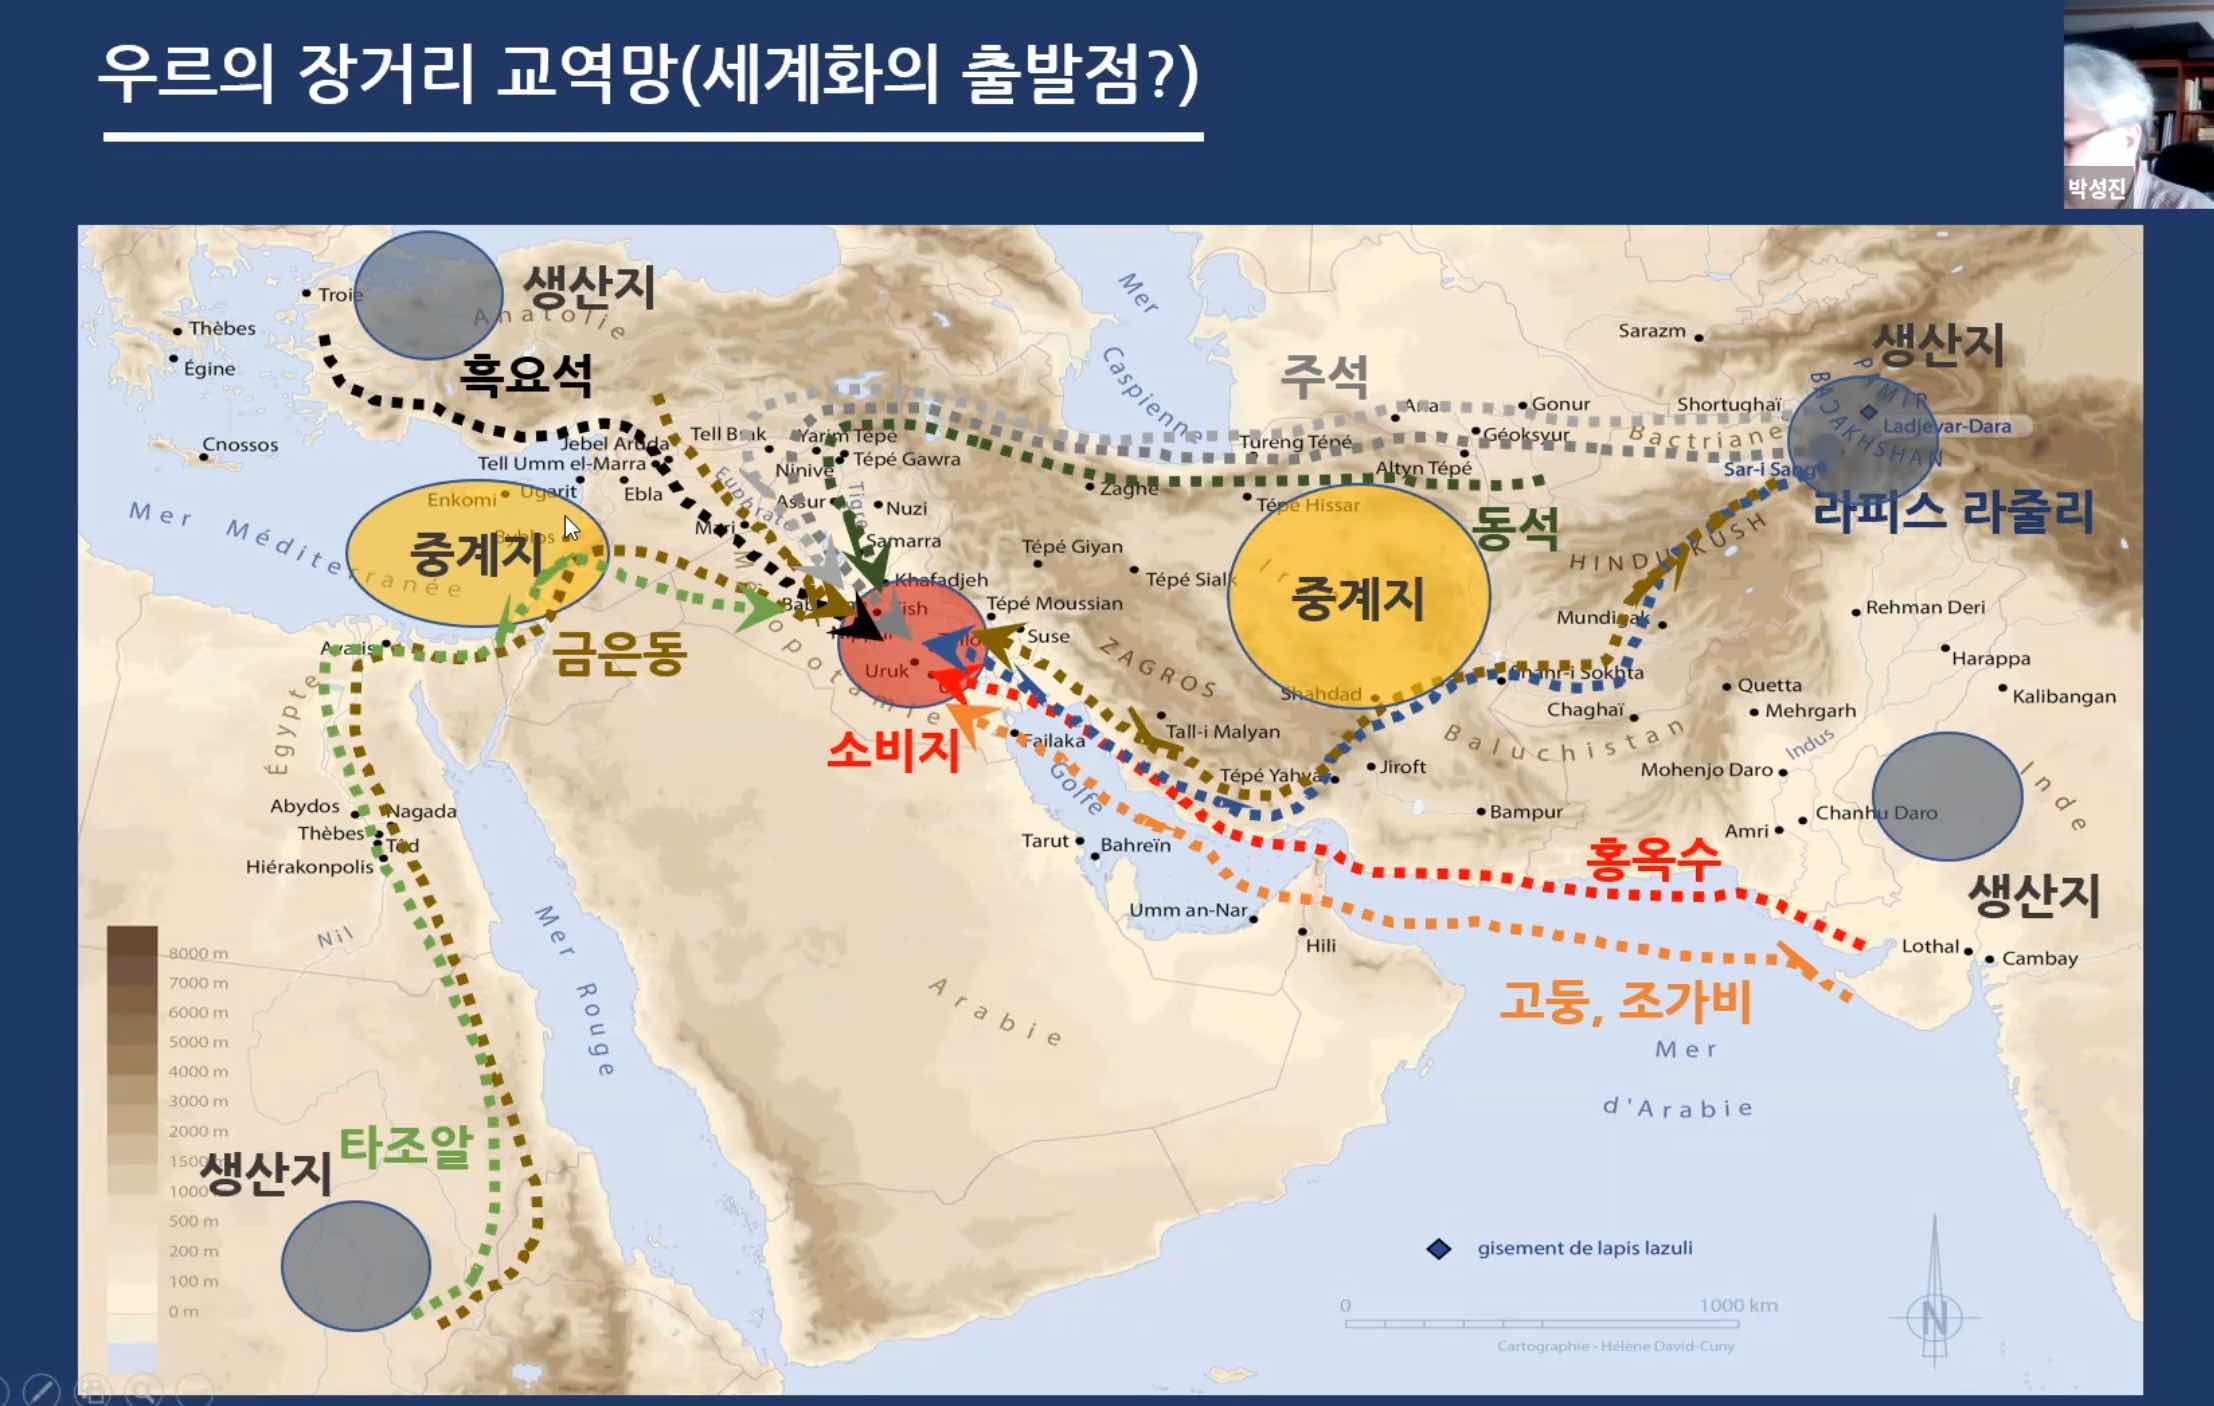 우르의 장거리 교역망(세계화의 출발점?)
박성진
생산지
Troie
Anatolie
Thèbes
Égine
흑요석
Cnossos
Mer Méditerranée
Jebel Aruda
Tell Umm el-Marra
Ebla
Enkomi
Ugarit
Byblos
중계지
Tell Brak
Yarim Tépé
Ninive
Tépé Gawra
Assur
Nuzi
Mari
Samarra
Euphrate
Tigre
Khafadjeh
Kish
Uruk
Mésopotamie
소비지
금은동
Avaris
Égypte
Abydos
Nagada
Thèbes
Tôd
Hiérakonpolis
Nil
Mer Rouge
타조알
생산지
8000 m
7000 m
6000 m
5000 m
4000 m
3000 m
2000 m
1500
1000
500 m
200 m
100 m
0 m
Mer Caspienne
주석
Gonur
Géoksyur
Tureng Tépé
Altyn Tépé
Zaghe
Tépé Hissar
동석
Tépé Giyan
Tépé Sialk
Tépé Moussian
Suse
ZAGROS
중계지
Shahdad
Tall-i Malyan
Tépé Yahya
Jiroft
Bampur
Failaka
Golfe
Tarut
Bahreïn
Umm an-Nar
Hili
Arabie
Sarazm
Shortughaï
Bactriane
생산지
PAMIR
BADAKHSHAN
Ladjevar-Dara
Sar-i Sang
라피스 라줄리
HINDU KUSH
Mundigak
Shahr-i Sokhta
Chaghaï
Baluchistan
Rehman Deri
Harappa
Kalibangan
Quetta
Mehrgarh
Indus
Mohenjo Daro
Chanhu Daro
Amri
Inde
홍옥수
생산지
Lothal
Cambay
고둥, 조가비
Mer
d'Arabie
gisement de lapis lazuli
0
1000 km
Cartographie - Hélène David-Cuny
N